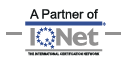 A Partner of
IQNet
THE INTERNATIONAL CERTIFICATION NETWORK